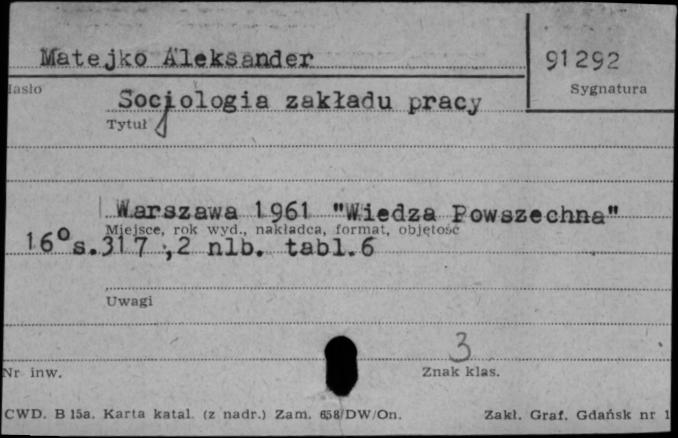 Matejko Aleksander 91292
Hasło Sygnatura
Socjologia zakładu pracy
Tytuł
Warszawa 1961 "Wiedza Powszechna"
Miejsce, rok wyd., nakładca, format, objętość
16° s.317 ,2 nlb. tabl.6
Uwagi
3
Nr inw. Znak klas.
CWD. B 15a. Karta katal. (z nadr.) Zam. 658/DW/On. Zakł. Graf. Gdańsk nr 1